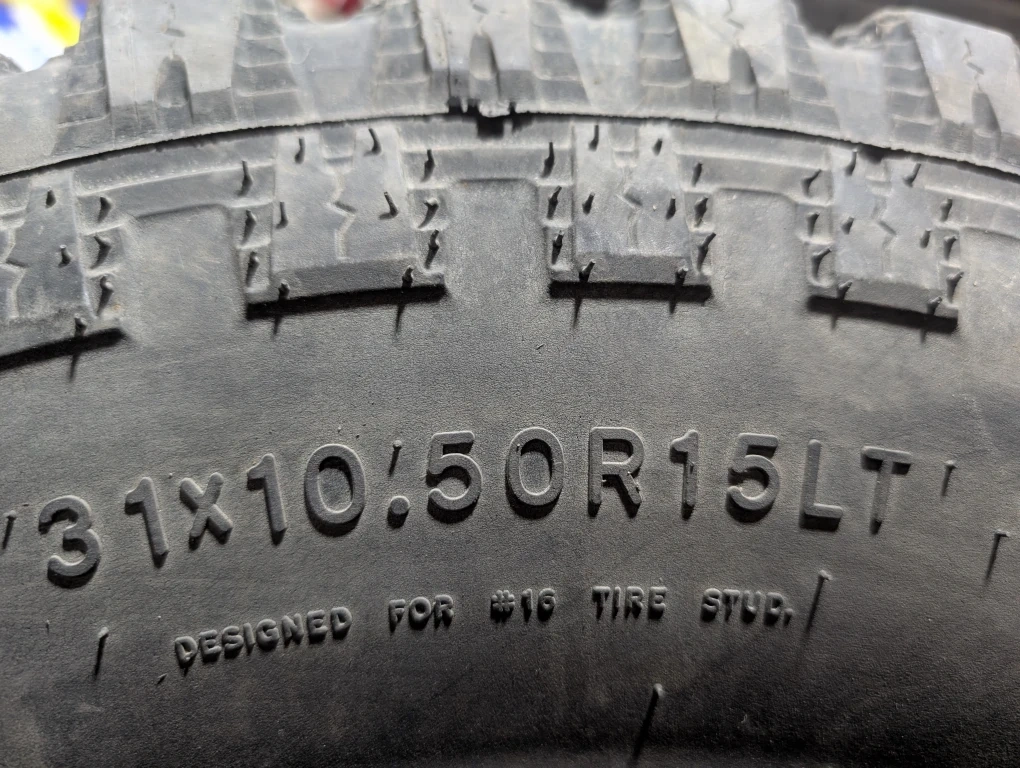 31x10.50R15LT
DESIGNED FOR #16 TIRE STUD.